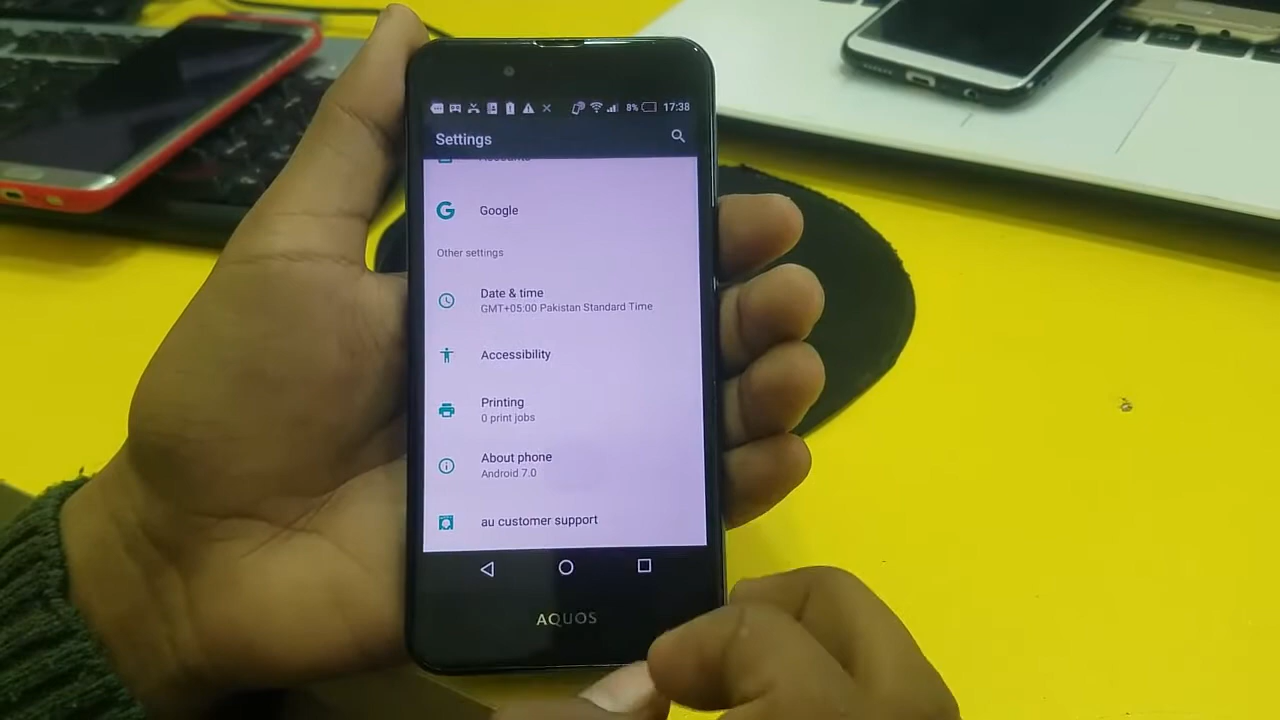 8% 17:38
Settings
Accounts
Google
Other settings
Date & time
GMT+05:00 Pakistan Standard Time
Accessibility
Printing
0 print jobs
About phone
Android 7.0
au customer support
AQUOS